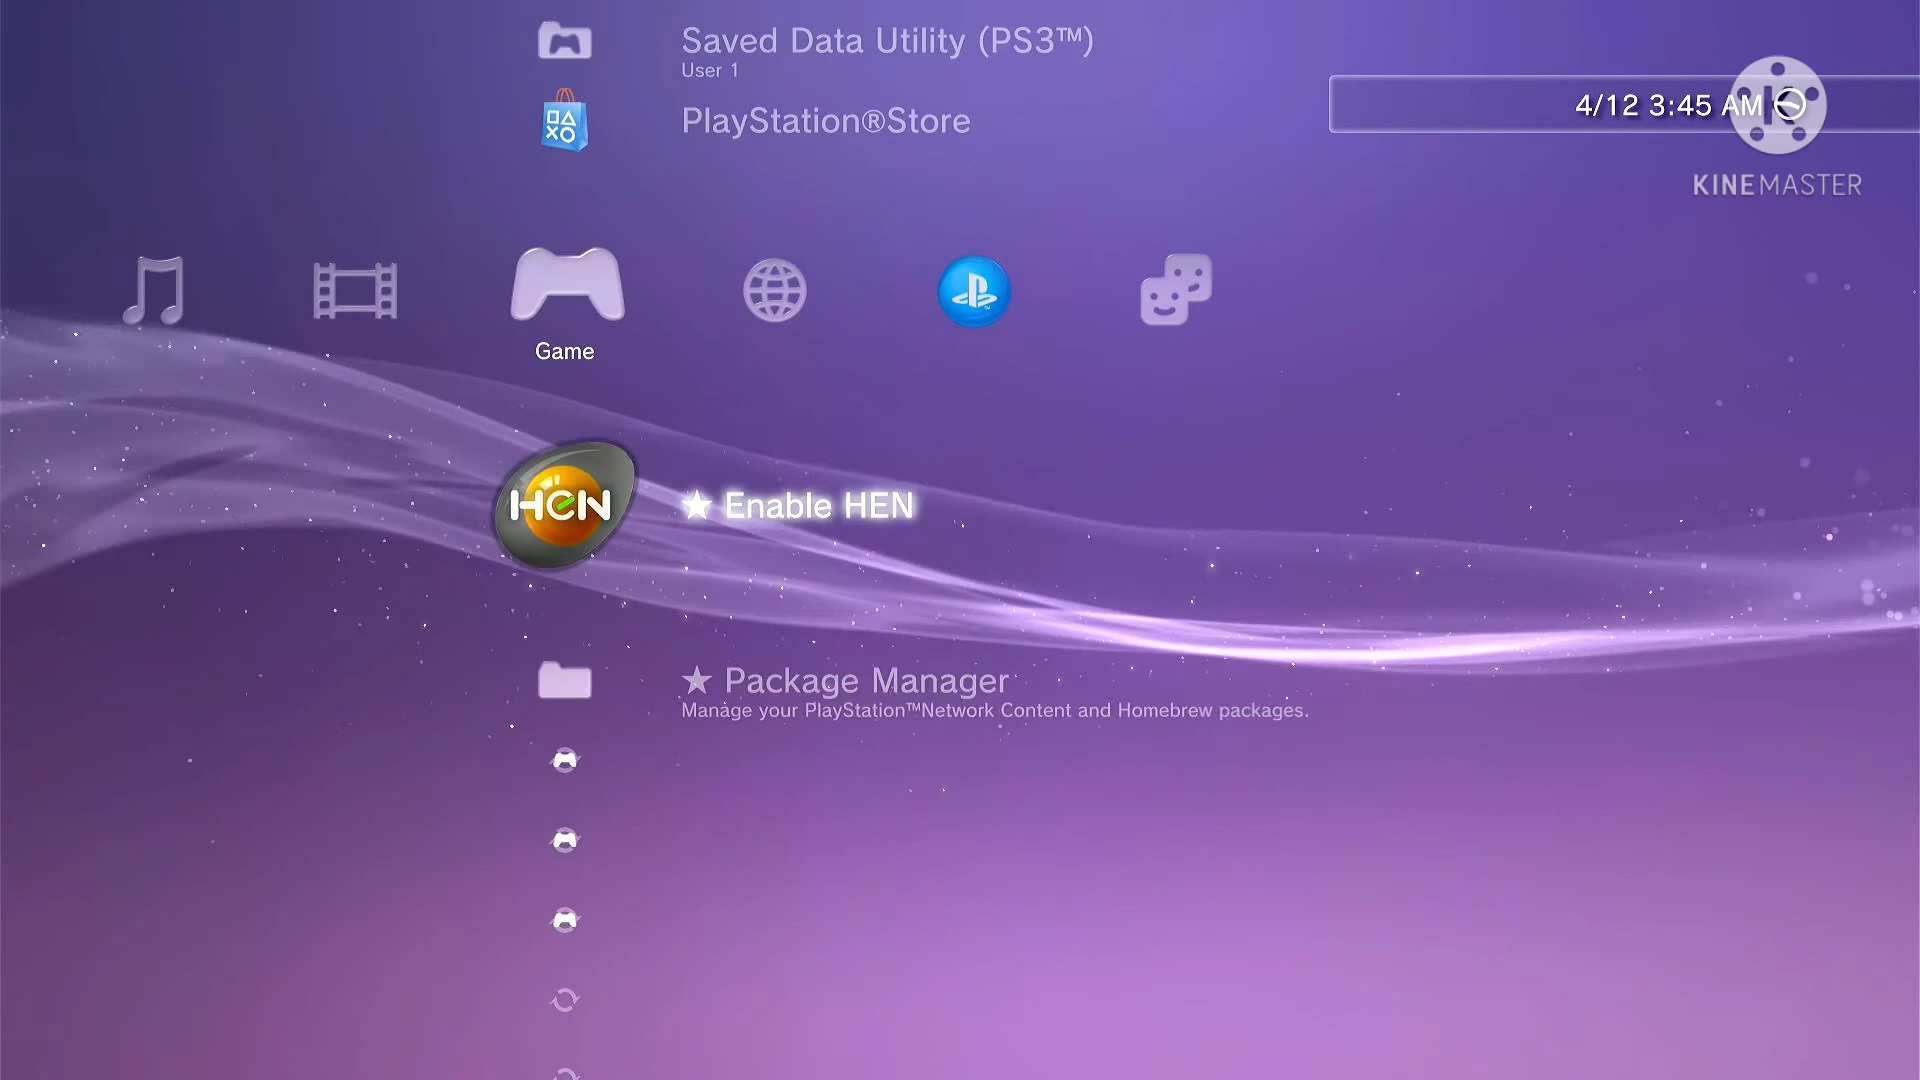 Saved Data Utility (PS3™)
User 1
PlayStation®Store
4/12 3:45 AM
KINEMASTER
Game
HEN
★ Enable HEN
★ Package Manager
Manage your PlayStation™Network Content and Homebrew packages.